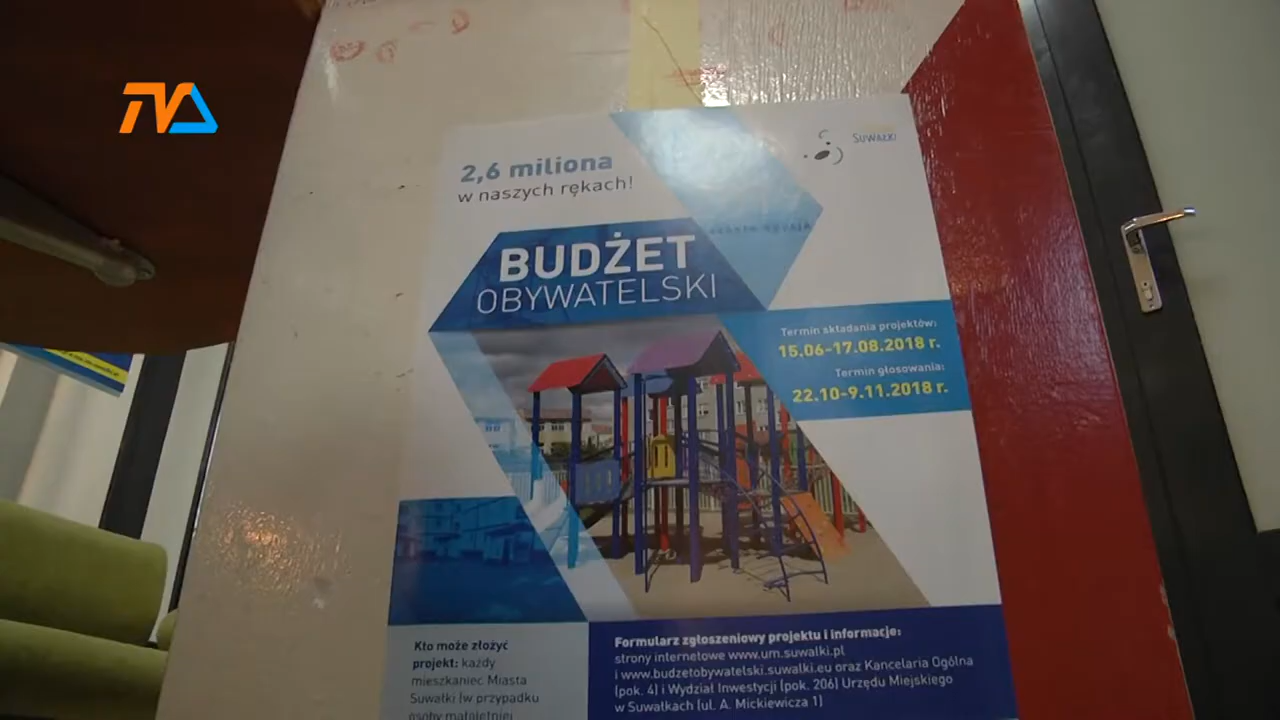 TVA
SUWAŁKI
2,6 miliona
w naszych rękach!
BUDŻET
OBYWATELSKI
Termin składania projektów:
15.06-17.08.2018 r.
Termin głosowania:
22.10-9.11.2018 r.
Kto może złożyć
projekt: każdy
mieszkaniec Miasta
Suwałki (w przypadku
osoby małoletniej
Formularz zgłoszeniowy projektu i informacje:
strony internetowe www.um.suwalki.pl
i www.budzetobywatelski.suwalki.eu oraz Kancelaria Ogólna
(pok. 4) i Wydział Inwestycji (pok. 206) Urzędu Miejskiego
w Suwałkach (ul. A. Mickiewicza 1)